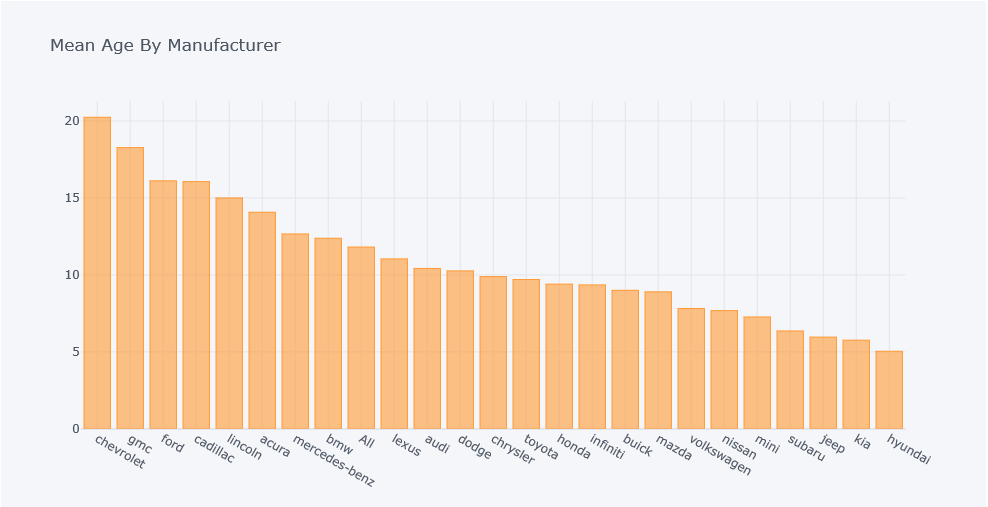 Mean Age By Manufacturer
20
15
10
5
0
chevrolet
gmc
ford
cadillac
lincoln
acura
mercedes-benz
bmw
All
lexus
audi
dodge
chrysler
toyota
honda
infiniti
buick
mazda
volkswagen
nissan
mini
subaru
jeep
kia
hyundai